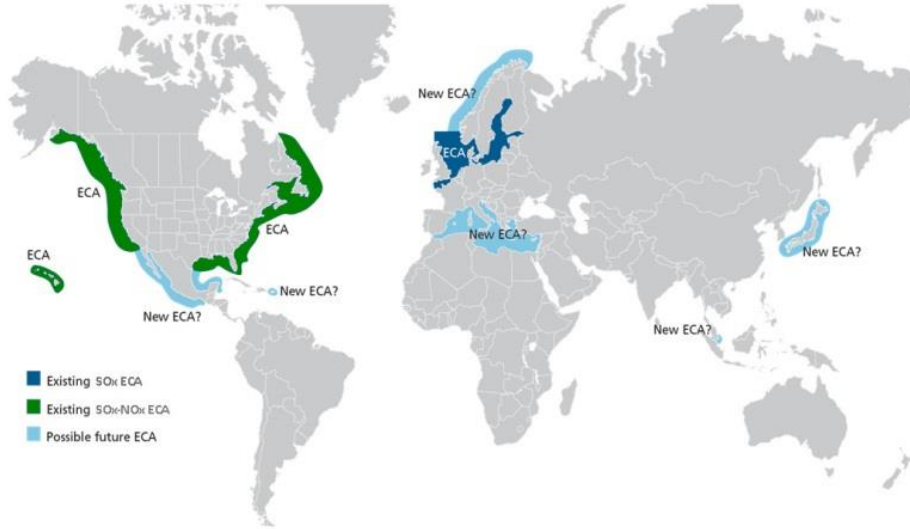 New ECA?
ECA
ECA
ECA
ECA
New ECA?
New ECA?
New ECA?
New ECA?
New ECA?
Existing SOx ECA
Existing SOx-NOx ECA
Possible future ECA